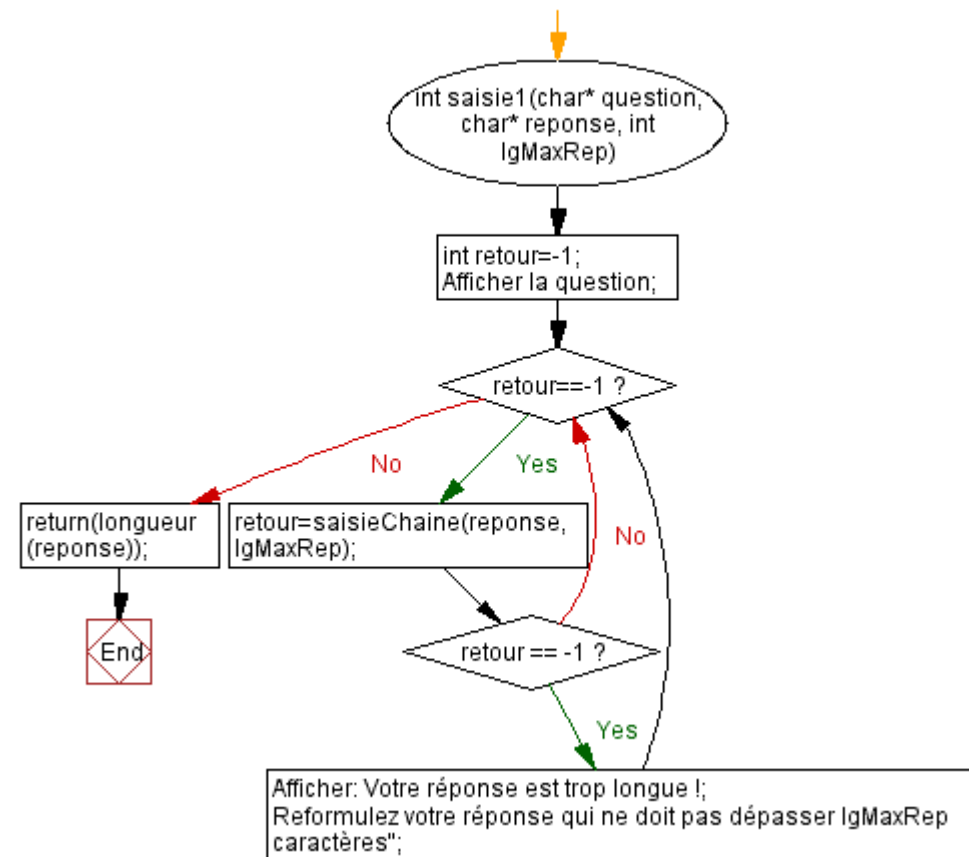 int saisie1(char* question,
char* reponse, int
lgMaxRep)
int retour=-1;
Afficher la question;
retour==-1 ?
No
Yes
return(longueur
(reponse));
retour=saisieChaine(reponse,
lgMaxRep);
No
End
retour == -1 ?
Yes
Afficher: Votre réponse est trop longue !;
Reformulez votre réponse qui ne doit pas dépasser lgMaxRep
caractères";